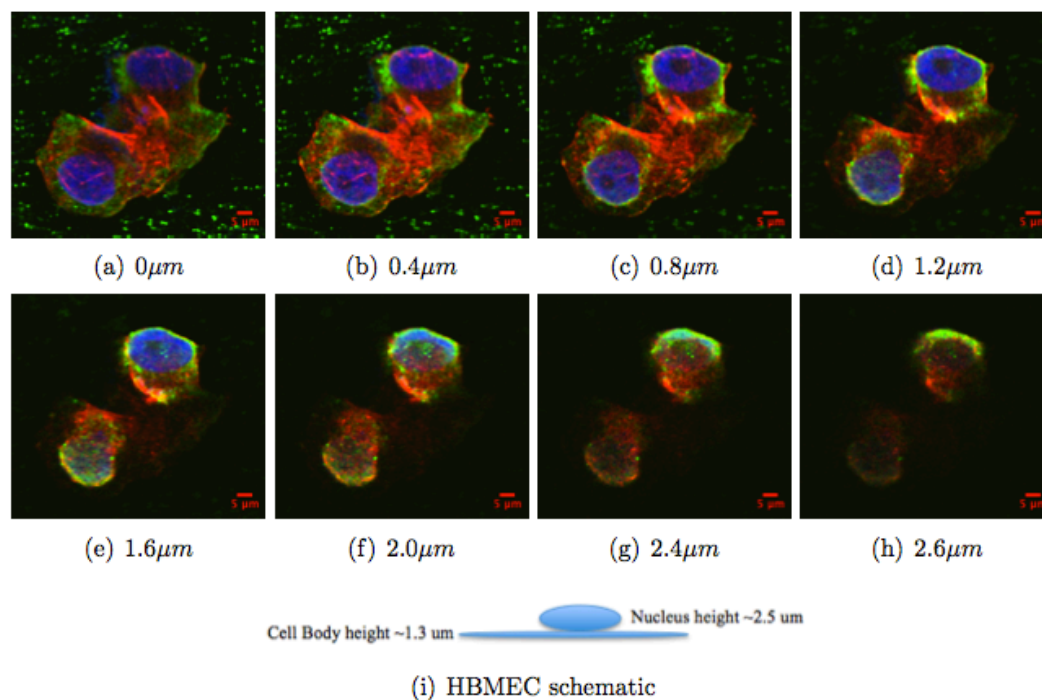 5 μm
5 μm
5 μm
5 μm
(a) 0μm
(b) 0.4μm
(c) 0.8μm
(d) 1.2μm
5 μm
5 μm
5 μm
5 μm
(e) 1.6μm
(f) 2.0μm
(g) 2.4μm
(h) 2.6μm
Nucleus height ~2.5 um
Cell Body height ~1.3 um
(i) HBMEC schematic